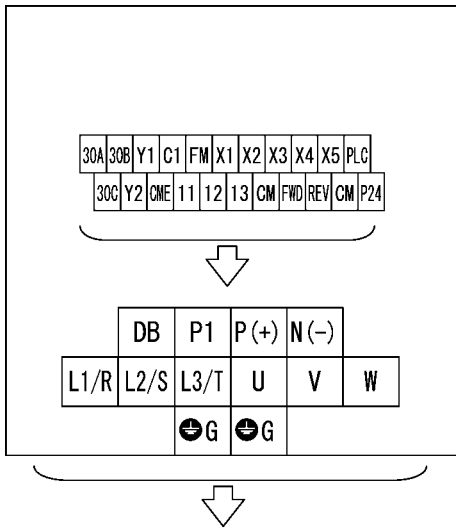 30A 30B Y1 C1 FM X1 X2 X3 X4 X5 PLC
30C Y2 CME 11 12 13 CM FWD REV CM P24
DB P1 P(+) N(-)
L1/R L2/S L3/T U V W
G G